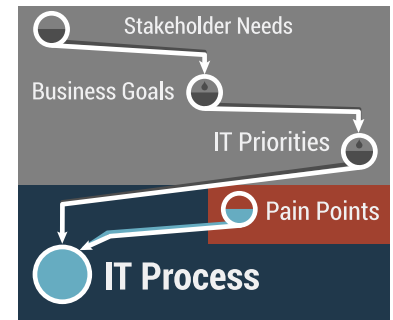 Stakeholder Needs
Business Goals
IT Priorities
Pain Points
IT Process